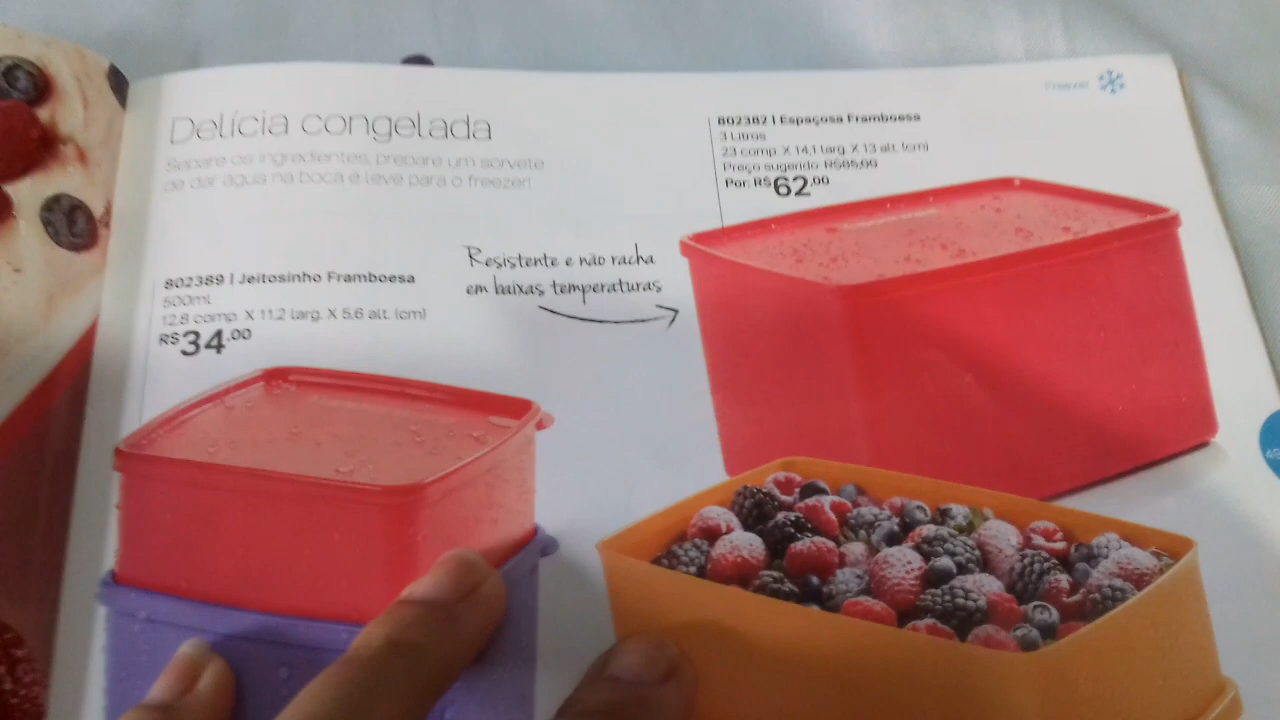 Freezer
Delícia congelada
Separe os ingredientes, prepare um sorvete
de dar água na boca e leve para o freezer!
802382 | Espaçosa Framboesa
3 Litros
23 comp. X 14,1 larg. X 13 alt. (cm)
Preço sugerido: R$65,00
Por: R$62,00
Resistente e não racha
em baixas temperaturas
802389 | Jeitosinho Framboesa
500ml
12,8 comp. X 11,2 larg. X 5,6 alt. (cm)
R$34,00